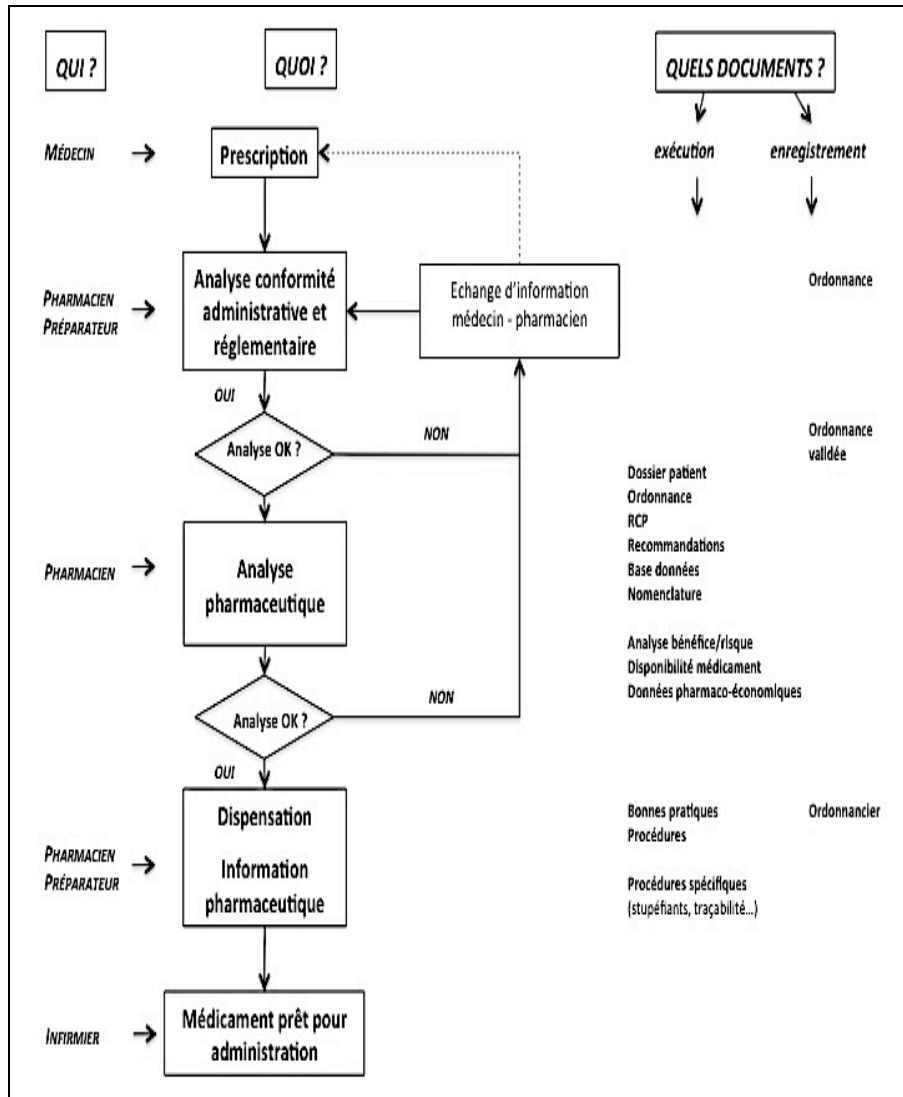 QUI ?
QUOI ?
QUELS DOCUMENTS ?
MÉDECIN
Prescription
exécution
enregistrement
PHARMACIEN
PRÉPARATEUR
Analyse conformité
administrative et
réglementaire
Echange d'information
médecin - pharmacien
Ordonnance
OUI
Analyse OK ?
NON
Ordonnance
validée
Dossier patient
Ordonnance
RCP
Recommandations
Base données
Nomenclature
PHARMACIEN
Analyse
pharmaceutique
Analyse bénéfice/risque
Disponibilité médicament
Données pharmaco-économiques
Analyse OK ?
NON
OUI
PHARMACIEN
PRÉPARATEUR
Dispensation
Information
pharmaceutique
Bonnes pratiques
Procédures
Ordonnancier
Procédures spécifiques
(stupéfiants, traçabilité...)
INFIRMIER
Médicament prêt pour
administration